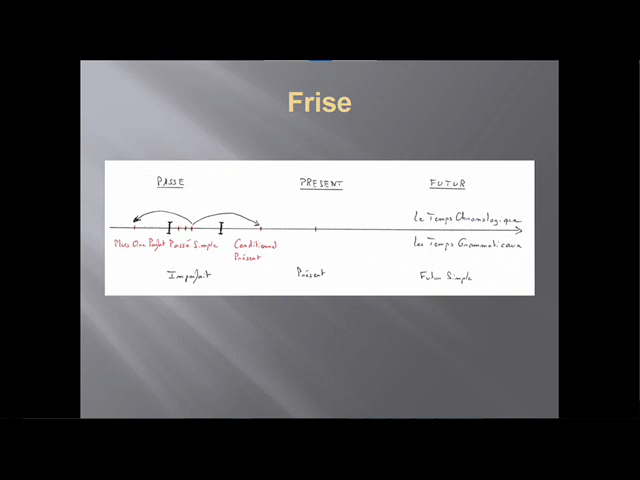 Frise
PASSE PRESENT FUTUR
Le Temps Chronologique
Plus Que Parfait Passé Simple Conditionnel Les Temps Grammaticaux
Présent
Imparfait Présent Futur Simple